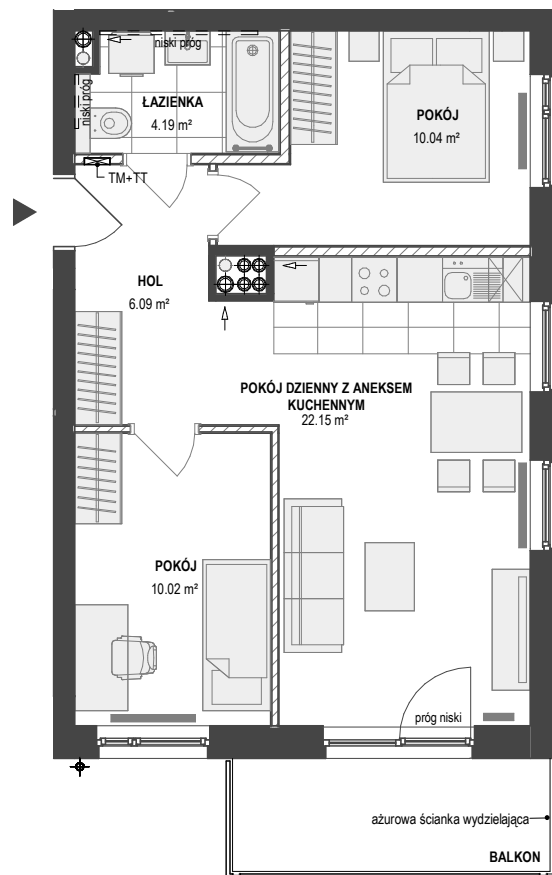 niski próg
niski próg
ŁAZIENKA
4.19 m²
POKÓJ
10.04 m²
TM+TT
HOL
6.09 m²
POKÓJ DZIENNY Z ANEKSEM
KUCHENNYM
22.15 m²
POKÓJ
10.02 m²
próg niski
ażurowa ścianka wydzielająca
BALKON